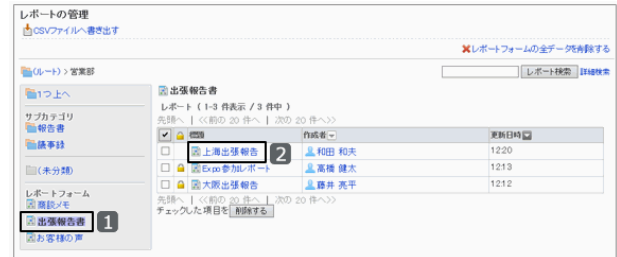 レポートの管理
CSVファイルへ書き出す
レポートフォームの全データを削除する
(ルート) > 営業部
レポート検索 詳細検索
1つ上へ
サブカテゴリ
報告書
議事録
(未分類)
レポートフォーム
商談メモ
出張報告書 1
お客様の声
出張報告書
レポート ( 1-3 件表示 / 3 件中 )
先頭へ | <<前の 20 件へ | 次の 20 件へ>>
標題 作成者 更新日時
上海出張報告 2 和田 和夫 12:20
Expo参加レポート 高橋 健太 12:13
大阪出張報告 藤井 亮平 12:12
先頭へ | <<前の 20 件へ | 次の 20 件へ>>
チェックした項目を 削除する